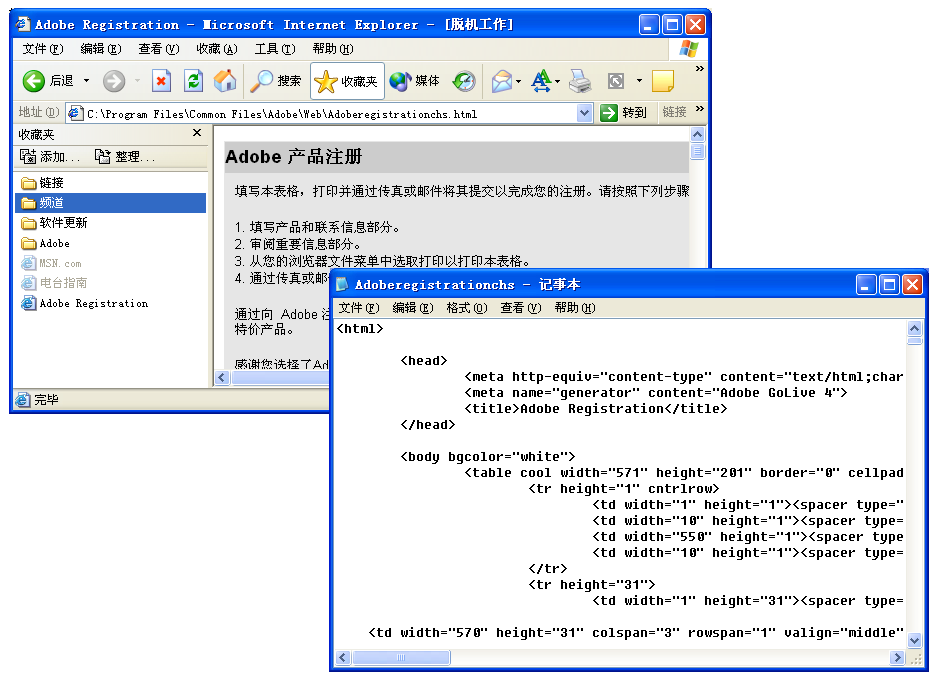 Adobe Registration - Microsoft Internet Explorer - [脱机工作]
文件(F) 编辑(E) 查看(V) 收藏(A) 工具(T) 帮助(H)
后退 搜索 收藏夹 媒体 »
地址(D) C:\Program Files\Common Files\Adobe\Web\Adoberegistrationchs.html 转到 链接 »
收藏夹
添加... 整理...
链接
频道
软件更新
Adobe
MSN.com
电台指南
Adobe Registration
Adobe 产品注册
填写本表格，打印并通过传真或邮件将其提交以完成您的注册。请按照下列步骤
1. 填写产品和联系信息部分。
2. 审阅重要信息部分。
3. 从您的浏览器文件菜单中选取打印以打印本表格。
4. 通过传真或邮
通过向 Adobe 注
特价产品。
感谢您选择了Ad
完毕
Adoberegistrationchs - 记事本
文件(F) 编辑(E) 格式(O) 查看(V) 帮助(H)
<html>
<head>
<meta http-equiv="content-type" content="text/html;char
<meta name="generator" content="Adobe GoLive 4">
<title>Adobe Registration</title>
</head>
<body bgcolor="white">
<table cool width="571" height="201" border="0" cellpad
<tr height="1" cntrlrow>
<td width="1" height="1"><spacer type="
<td width="10" height="1"><spacer type=
<td width="550" height="1"><spacer type
<td width="10" height="1"><spacer type=
</tr>
<tr height="31">
<td width="1" height="31"><spacer type=
<td width="570" height="31" colspan="3" rowspan="1" valign="middle"